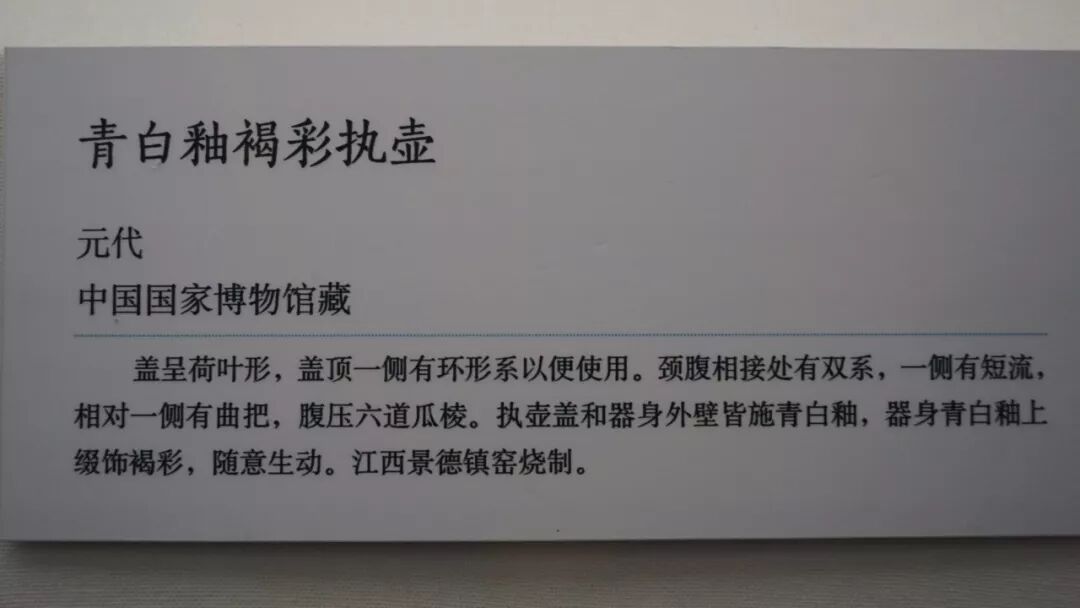 青白釉褐彩执壶
元代
中国国家博物馆藏
盖呈荷叶形，盖顶一侧有环形系以便使用。颈腹相接处有双系，一侧有短流，
相对一侧有曲把，腹压六道瓜棱。执壶盖和器身外壁皆施青白釉，器身青白釉上
缀饰褐彩，随意生动。江西景德镇窑烧制。